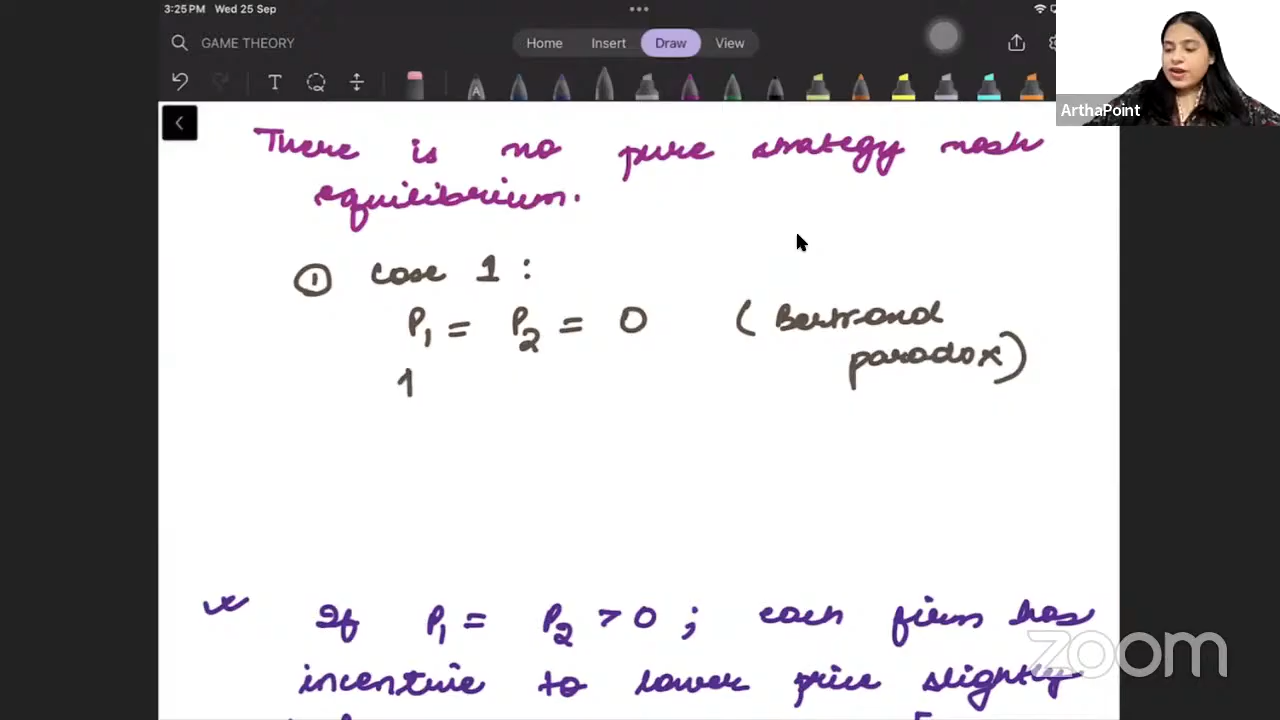 3:25 PM Wed 25 Sep
GAME THEORY
Home Insert Draw View
T
A
ArthaPoint
There is no pure strategy nash
equilibrium.
① case 1 :
P₁ = P₂ = 0 ( Bertrand
paradox)
1
If P₁ = P₂ > 0 ; each firm has
incentive to lower price slightly
zoom